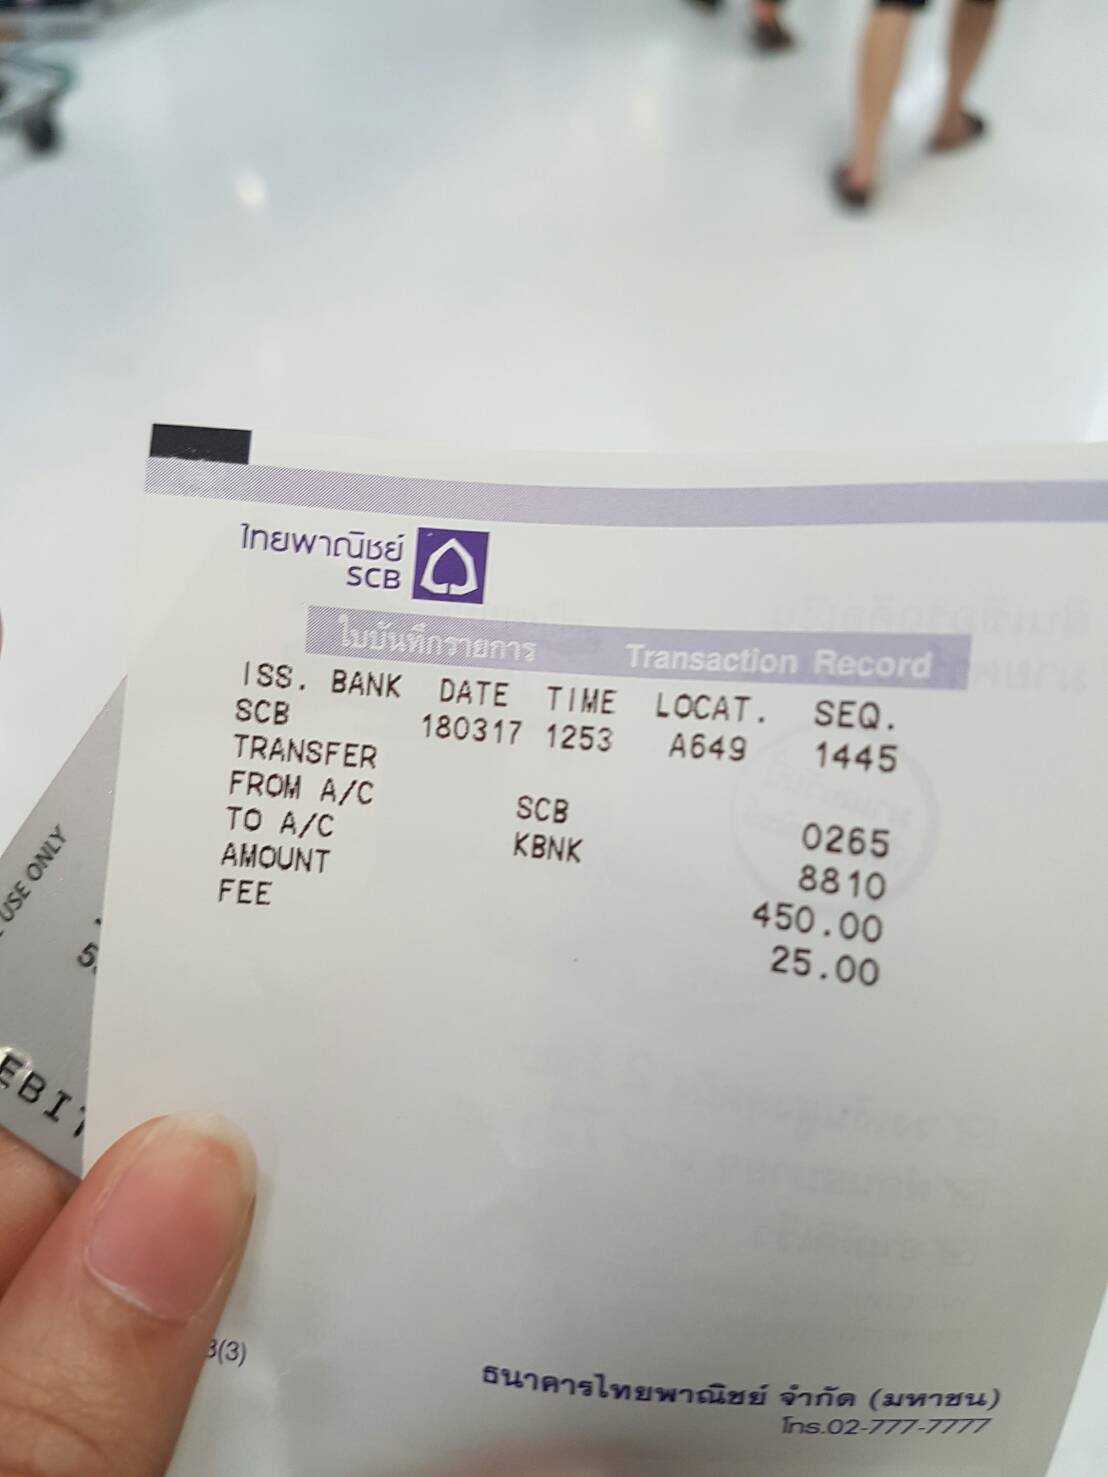 ไทยพาณิชย์
SCB
ใบบันทึกรายการ Transaction Record
ISS. BANK DATE TIME LOCAT. SEQ.
SCB 180317 1253 A649 1445
TRANSFER
FROM A/C SCB 0265
TO A/C KBNK 8810
AMOUNT 450.00
FEE 25.00
USE ONLY
3(3)
ธนาคารไทยพาณิชย์ จำกัด (มหาชน)
โทร.02-777-7777